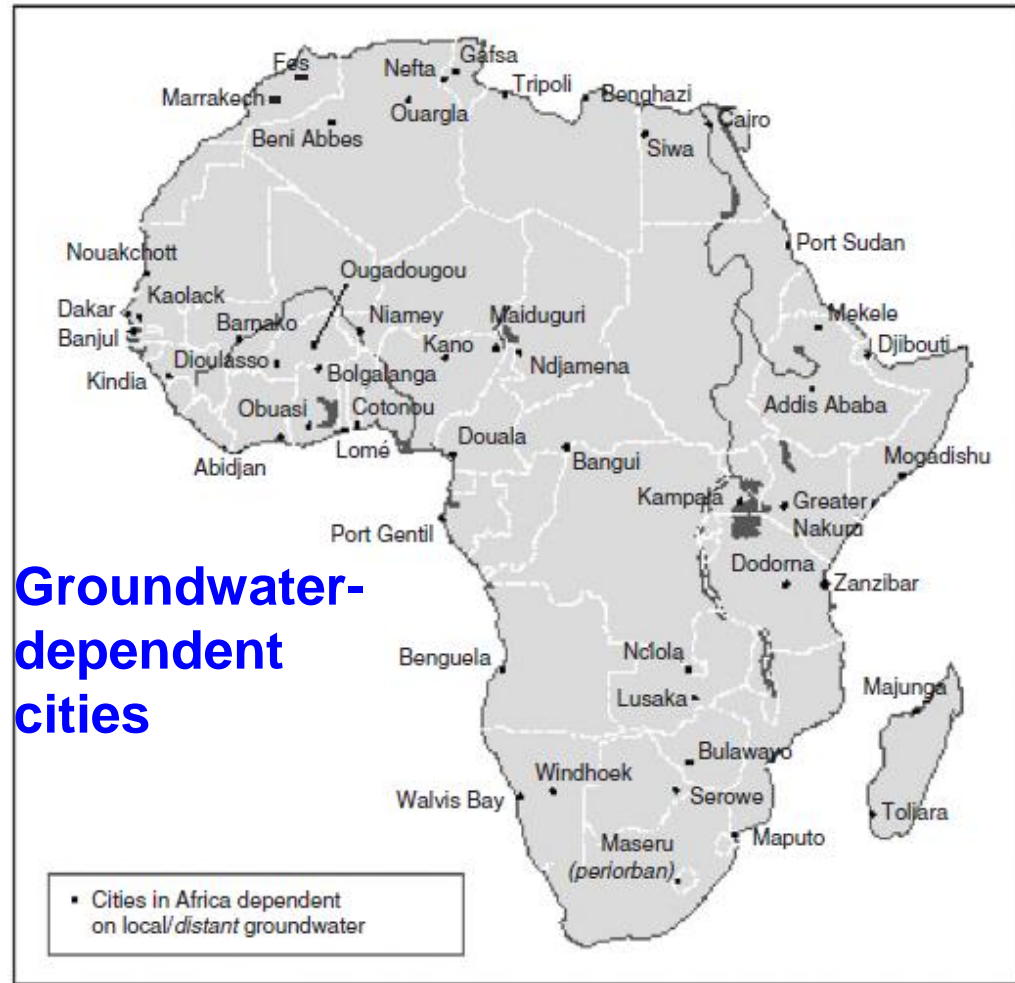 Fes
Gafsa
Nefta
Tripoli
Marrakech
Ouargla
Benghazi
Cairo
Beni Abbes
Siwa
Nouakchott
Port Sudan
Ougadougou
Dakar
Kaolack
Niamey
Maiduguri
Mekele
Banjul
Barnako
Kano
Djibouti
Dioulasso
Ndjamena
Kindia
Bolgalanga
Addis Ababa
Obuasi
Cotonou
Abidjan
Lomé
Douala
Bangui
Mogadishu
Kampala
Greater
Nakuru
Port Gentil
Dodorna
Zanzibar
Groundwater-
dependent
cities
Benguela
Ndola
Lusaka
Majunga
Bulawayo
Windhoek
Walvis Bay
Serowe
Toliara
Maseru
(periorban)
Maputo
▪ Cities in Africa dependent
on local/distant groundwater